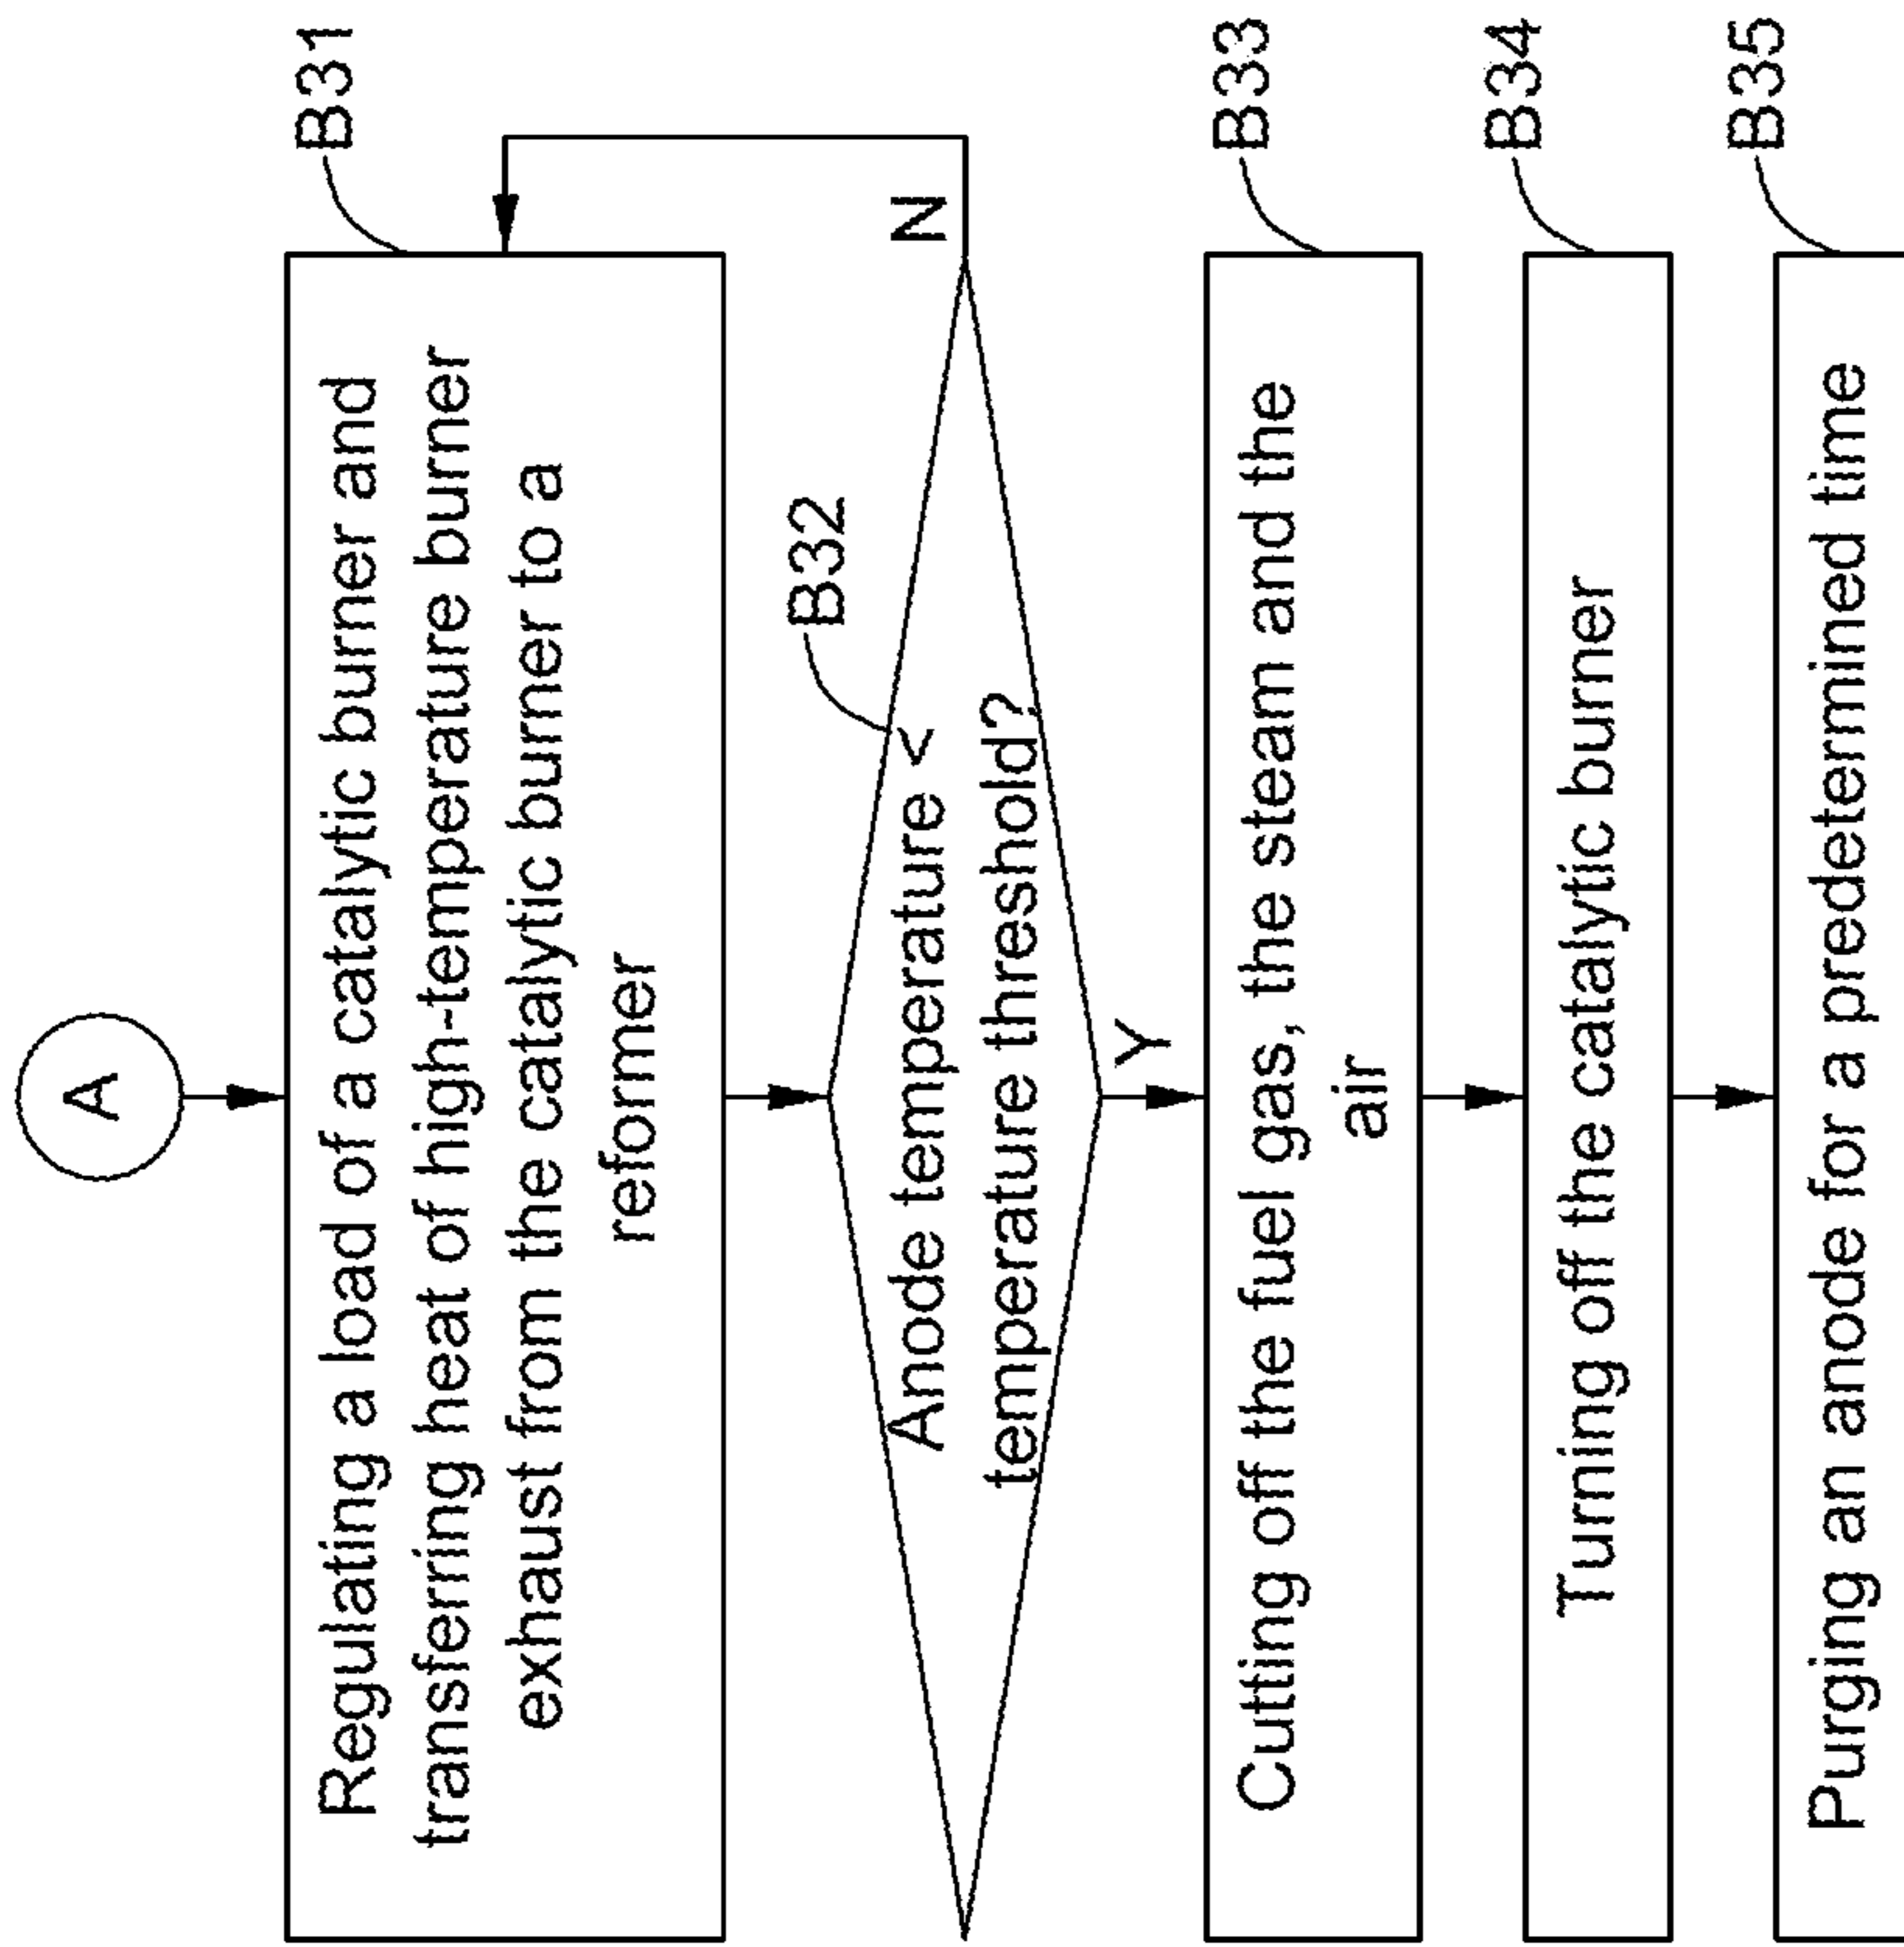 A
B31
Regulating a load of a catalytic burner and
transferring heat of high-temperature burner
exhaust from the catalytic burner to a
reformer
B32
Anode temperature <
temperature threshold?
N
Y
B33
Cutting off the fuel gas, the steam and the
air
B34
Turning off the catalytic burner
B35
Purging an anode for a predetermined time